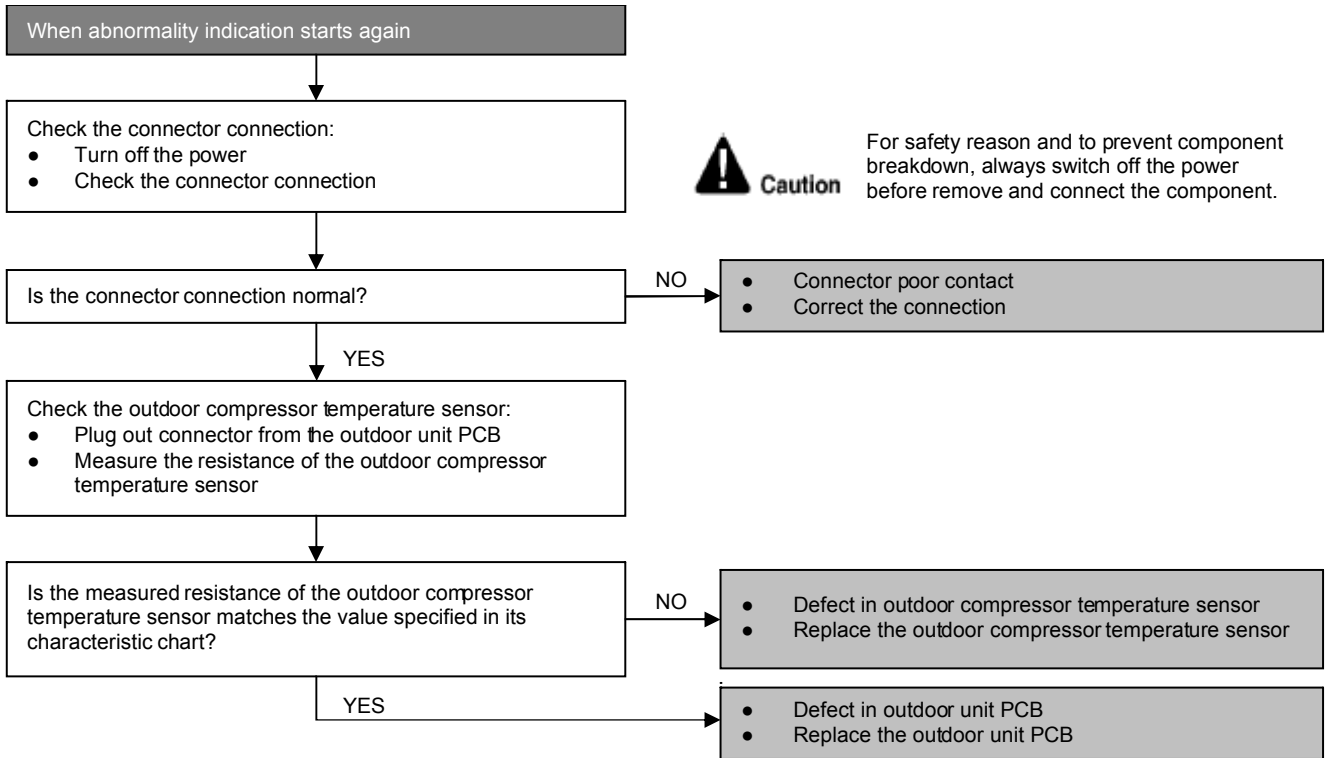 When abnormality indication starts again
Check the connector connection:
● Turn off the power
● Check the connector connection
Caution
For safety reason and to prevent component
breakdown, always switch off the power
before remove and connect the component.
Is the connector connection normal?
NO
● Connector poor contact
● Correct the connection
YES
Check the outdoor compressor temperature sensor:
● Plug out connector from the outdoor unit PCB
● Measure the resistance of the outdoor compressor
temperature sensor
Is the measured resistance of the outdoor compressor
temperature sensor matches the value specified in its
characteristic chart?
NO
● Defect in outdoor compressor temperature sensor
● Replace the outdoor compressor temperature sensor
YES
● Defect in outdoor unit PCB
● Replace the outdoor unit PCB